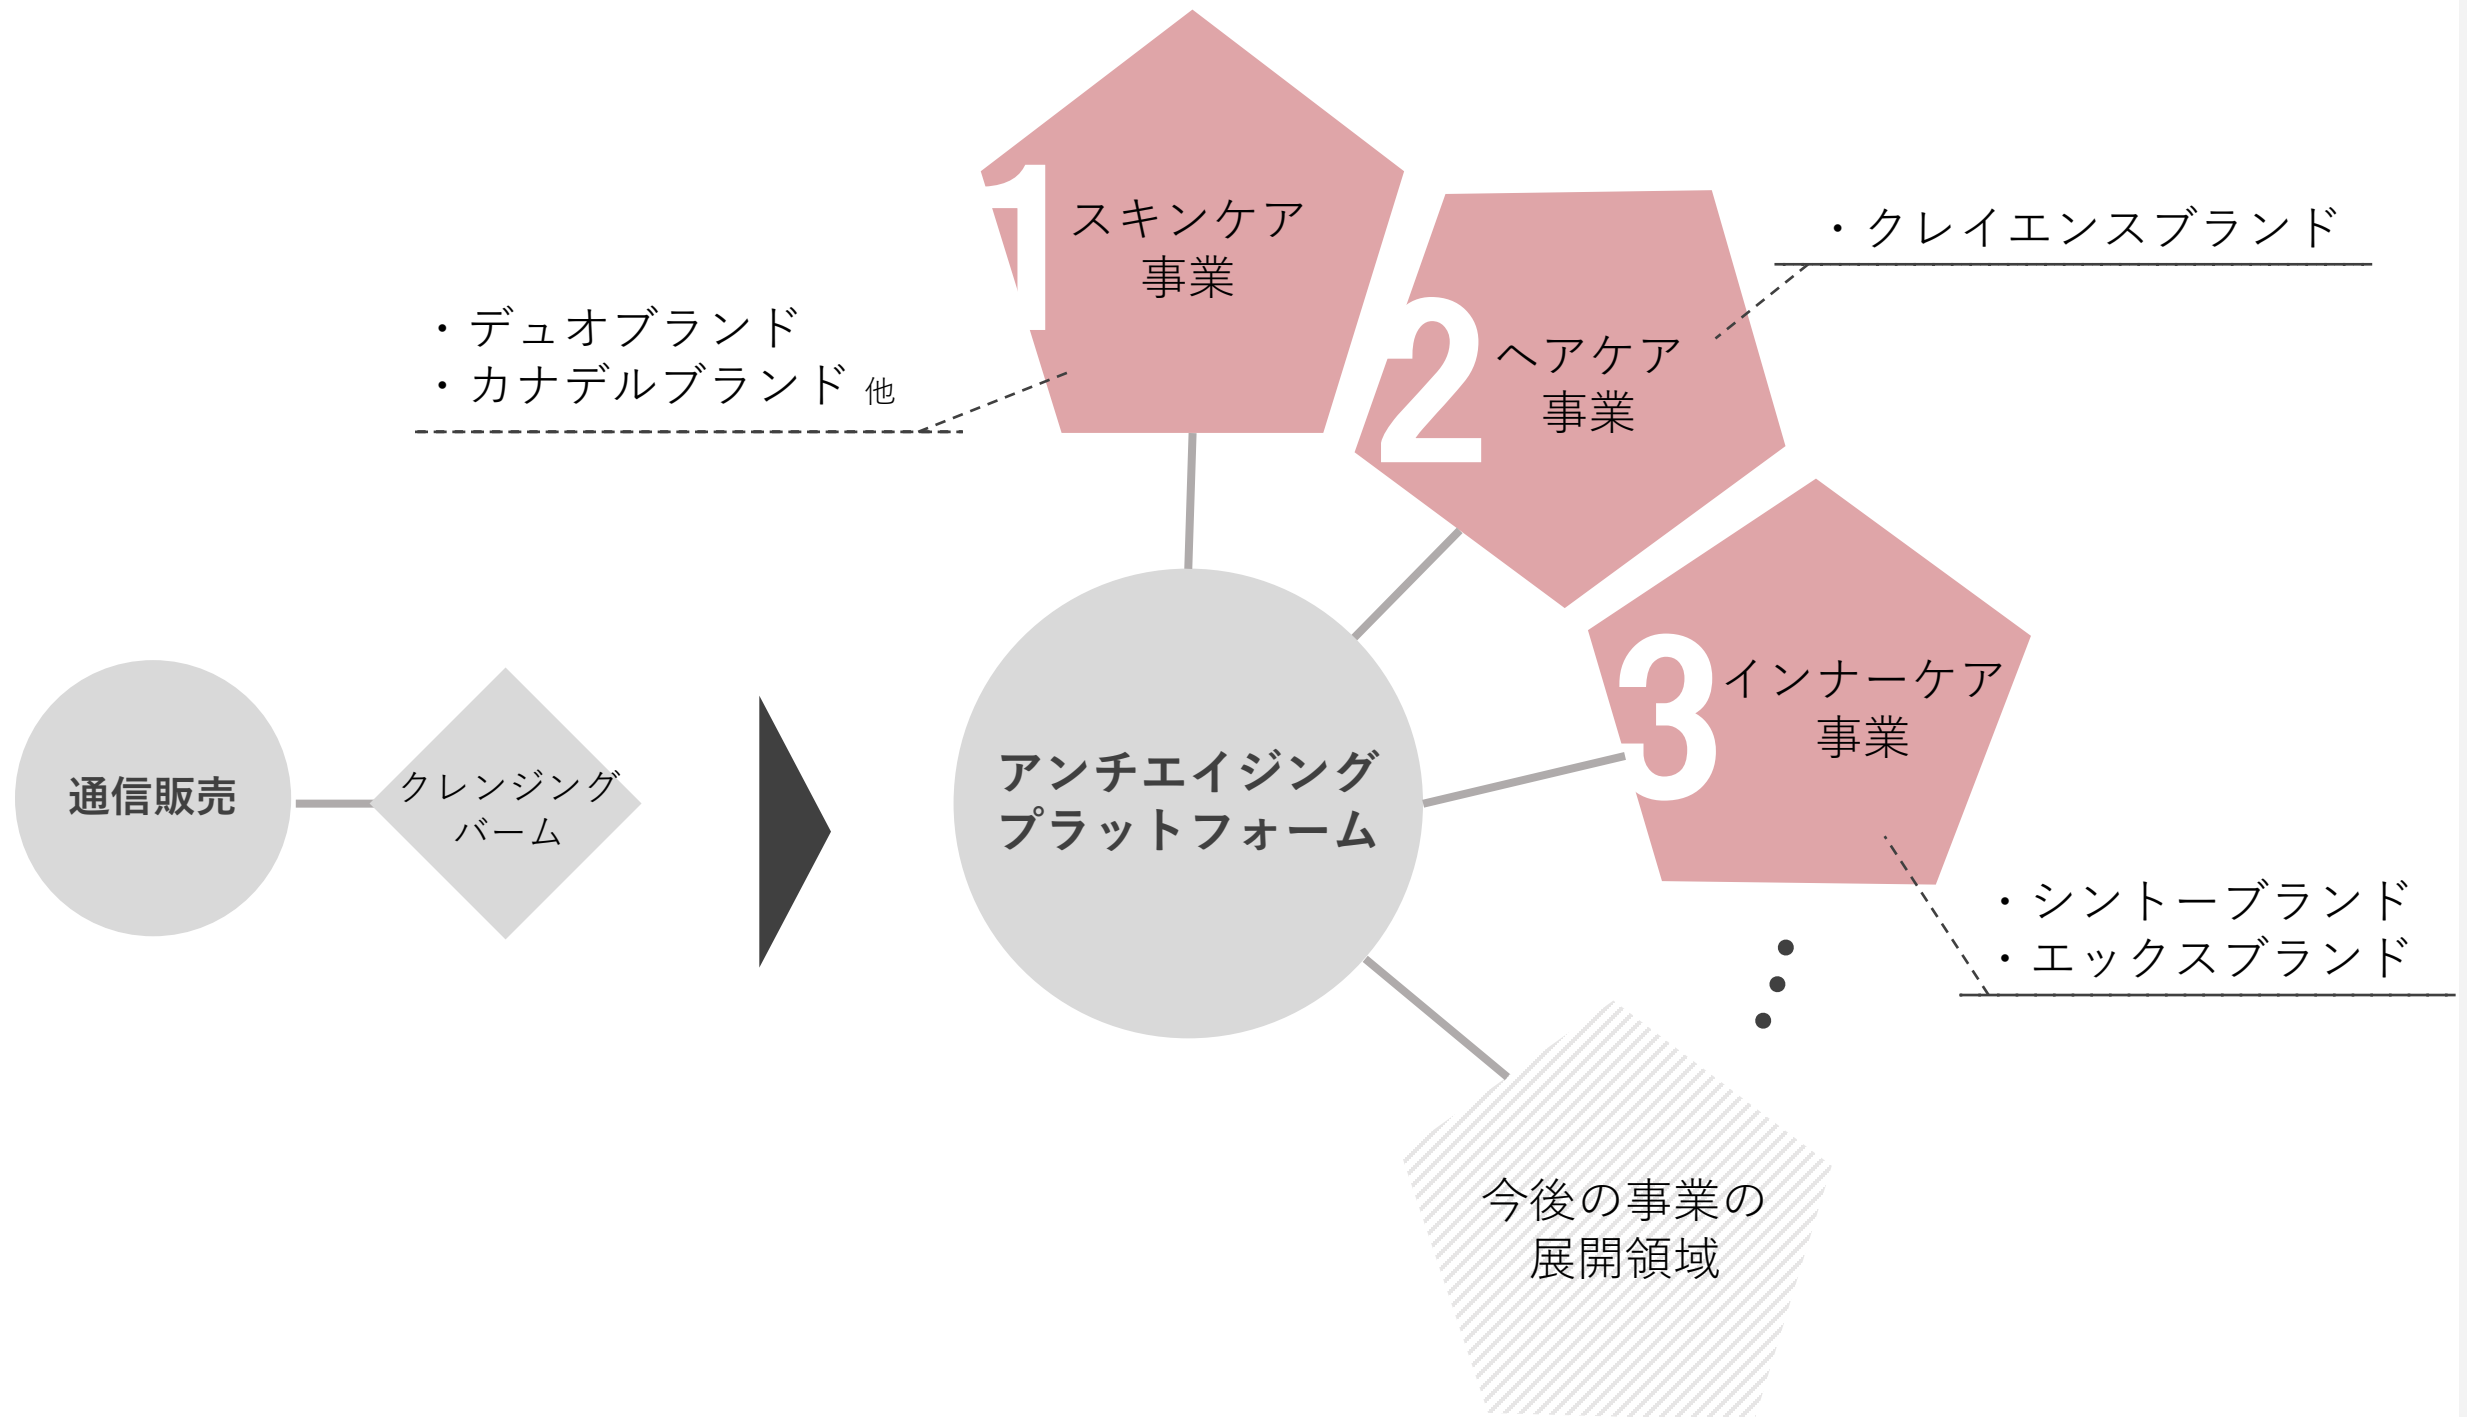 通信販売
クレンジング
バーム
アンチエイジング
プラットフォーム
1
スキンケア
事業
・デュオブランド
・カナデルブランド 他
2
ヘアケア
事業
・クレイエンスブランド
3
インナーケア
事業
・シントーブランド
・エックスブランド
今後の事業の
展開領域